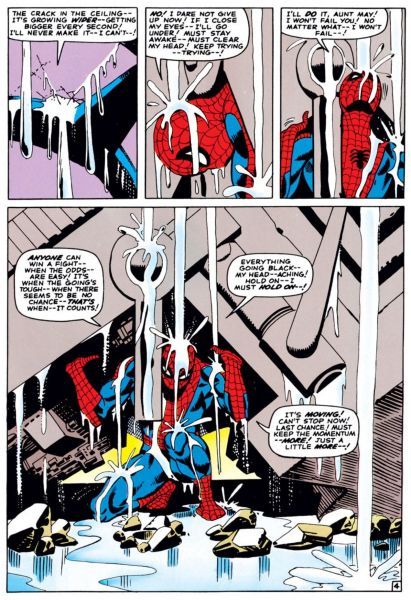 THE CRACK IN THE CEILING--
IT'S GROWING WIDER--GETTING
BIGGER EVERY SECOND!
I'LL NEVER MAKE IT--I CAN'T--!
NO! I DARE NOT GIVE
UP NOW! IF I CLOSE
MY EYES--I'LL GO
UNDER! MUST STAY
AWAKE--MUST CLEAR
MY HEAD! KEEP TRYING
--TRYING--!
I'LL DO IT, AUNT MAY!
I WON'T FAIL YOU! NO
MATTER WHAT--I WON'T
FAIL--!
ANYONE CAN
WIN A FIGHT--
WHEN THE ODDS--
ARE EASY! IT'S
WHEN THE GOING'S
TOUGH--WHEN THERE
SEEMS TO BE NO
CHANCE--THAT'S
WHEN--IT COUNTS!
EVERYTHING
GOING BLACK--
MY HEAD--ACHING!
HOLD ON--I
MUST HOLD ON--!
IT'S MOVING!
CAN'T STOP NOW!
LAST CHANCE! MUST
KEEP THE MOMENTUM
--MORE! JUST A
LITTLE MORE--!
4